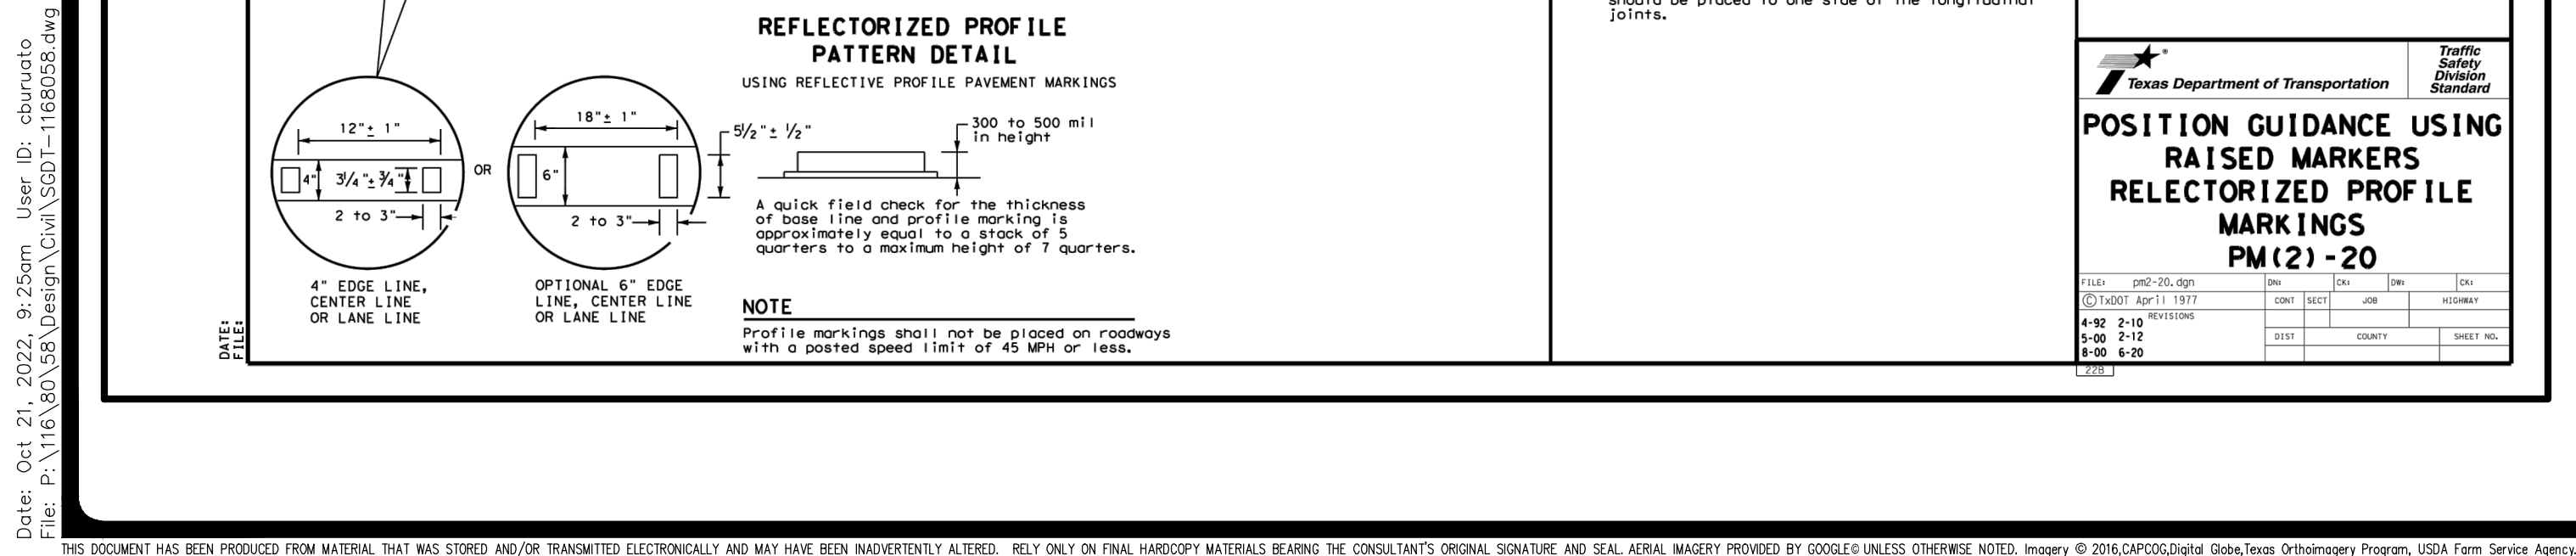 Date: Oct 21, 2022, 9:25am User ID: cburuato
File: P:\116\80\58\Design\Civil\SGDT-11168058.dwg
REFLECTORIZED PROFILE
PATTERN DETAIL
USING REFLECTIVE PROFILE PAVEMENT MARKINGS
12"± 1"
4"
3¼"± ¾"
2 to 3"
OR
18"± 1"
6"
2 to 3"
5½"± ½"
300 to 500 mil
in height
A quick field check for the thickness
of base line and profile marking is
approximately equal to a stack of 5
quarters to a maximum height of 7 quarters.
4" EDGE LINE,
CENTER LINE
OR LANE LINE
OPTIONAL 6" EDGE
LINE, CENTER LINE
OR LANE LINE
NOTE
Profile markings shall not be placed on roadways
with a posted speed limit of 45 MPH or less.
DATE:
FILE:
should be placed to one side of the longitudinal
joints.
Texas Department of Transportation
®
Traffic
Safety
Division
Standard
POSITION GUIDANCE USING
RAISED MARKERS
RELECTORIZED PROFILE
MARKINGS
PM(2)-20
FILE: pm2-20.dgn DN: CK: DW: CK:
© TxDOT April 1977 CONT SECT JOB HIGHWAY
REVISIONS
4-92 2-10
5-00 2-12 DIST COUNTY SHEET NO.
8-00 6-20
22B
THIS DOCUMENT HAS BEEN PRODUCED FROM MATERIAL THAT WAS STORED AND/OR TRANSMITTED ELECTRONICALLY AND MAY HAVE BEEN INADVERTENTLY ALTERED. RELY ONLY ON FINAL HARDCOPY MATERIALS BEARING THE CONSULTANT'S ORIGINAL SIGNATURE AND SEAL. AERIAL IMAGERY PROVIDED BY GOOGLE© UNLESS OTHERWISE NOTED. Imagery © 2016,CAPCOG,Digital Globe,Texas Orthoimagery Program, USDA Farm Service Agency,